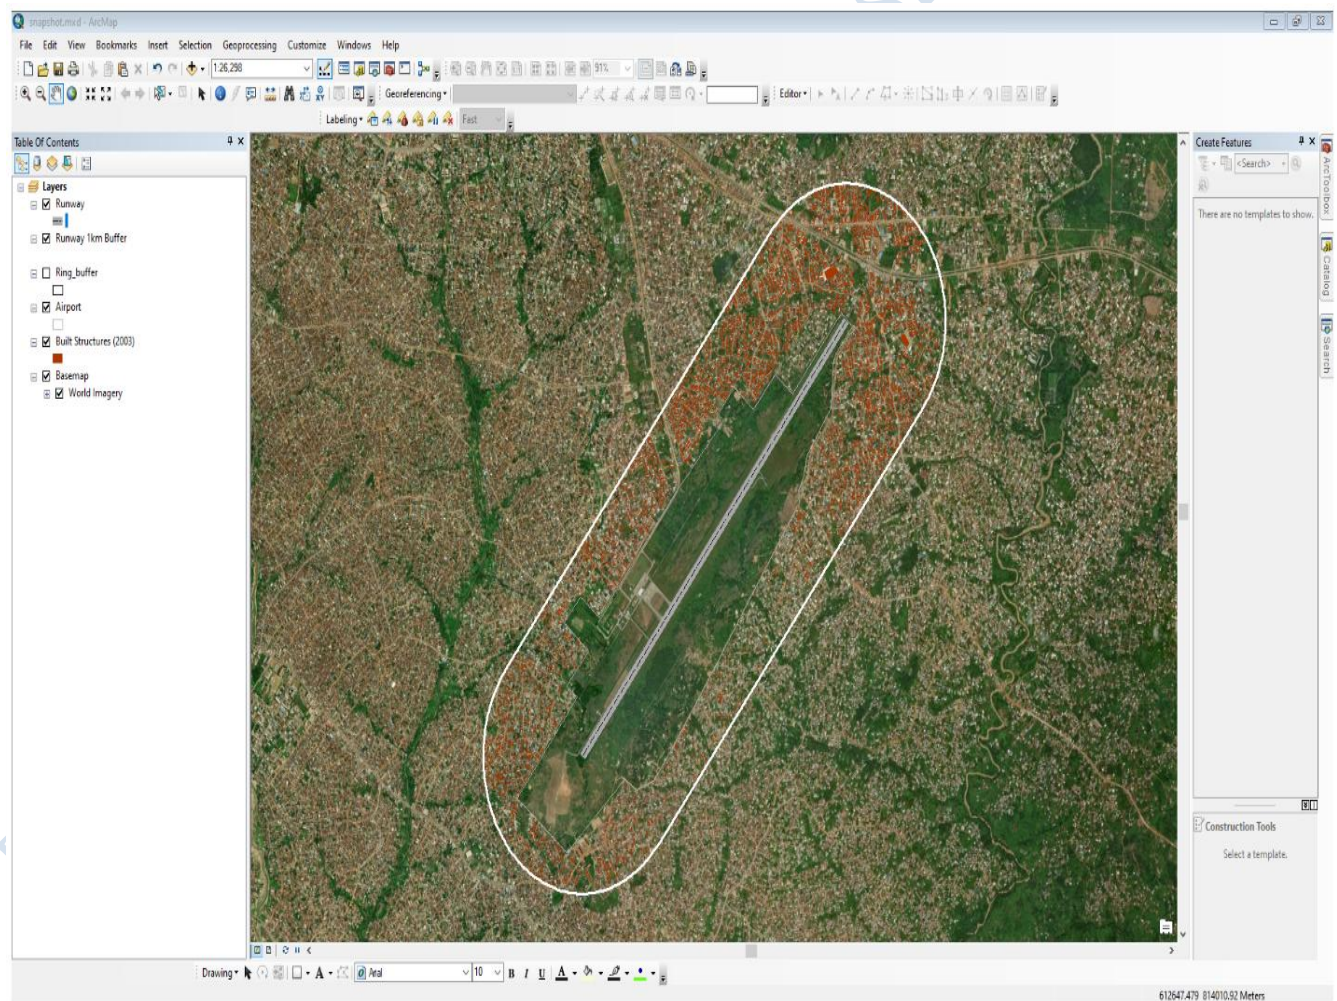 snapshot.mxd - ArcMap
File Edit View Bookmarks Insert Selection Geoprocessing Customize Windows Help
1:26,298
91%
Georeferencing
Editor
Labeling
Fast
Table Of Contents
Layers
Runway
Runway 1km Buffer
Ring_buffer
Airport
Built Structures (2003)
Basemap
World Imagery
Create Features
<Search>
There are no templates to show.
ArcToolbox
Catalog
Search
Construction Tools
Select a template.
Drawing
A
Arial
10
B I U A
612647.479 814010.92 Meters